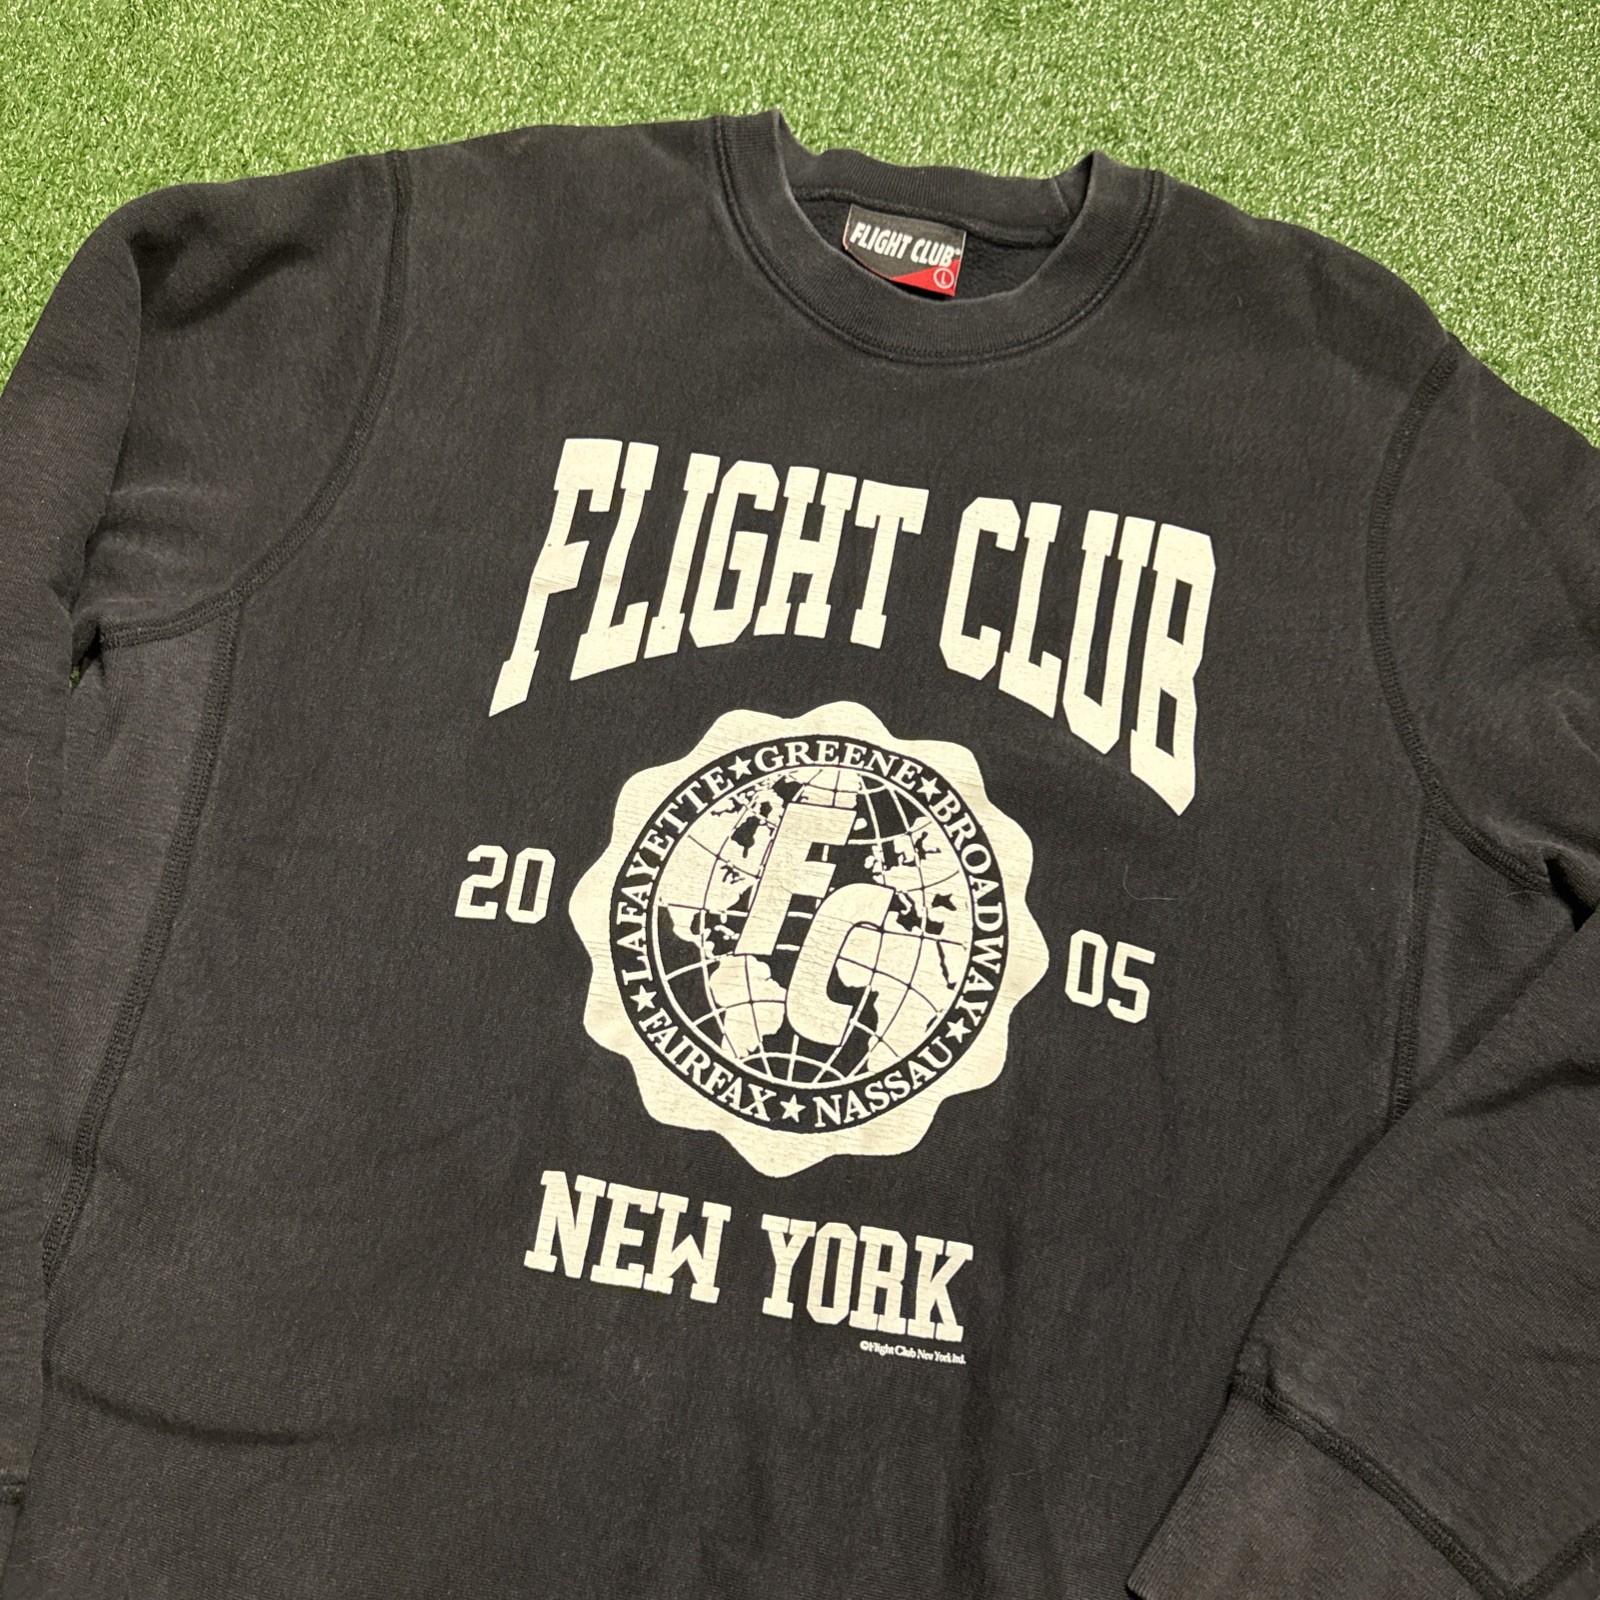 FLIGHT CLUB®
L
FLIGHT CLUB
LAFAYETTE★GREENE★BROADWAY★NASSAU★FAIRFAX★
FC
20 05
NEW YORK
©Flight Club New York ltd.